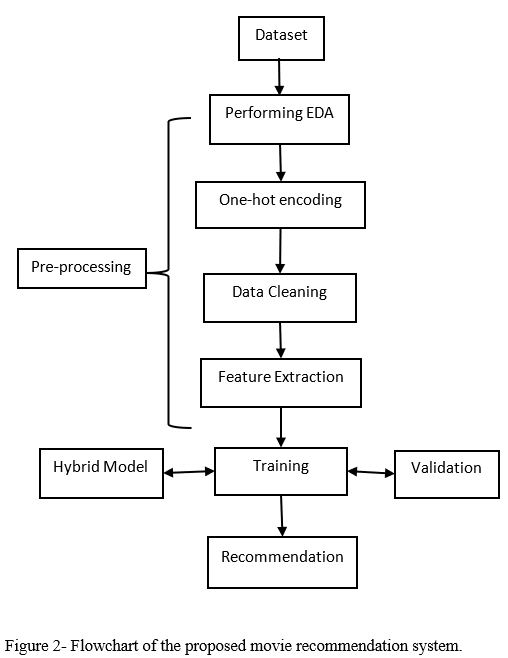 Dataset
Performing EDA
One-hot encoding
Pre-processing
Data Cleaning
Feature Extraction
Hybrid Model
Training
Validation
Recommendation
Figure 2- Flowchart of the proposed movie recommendation system.